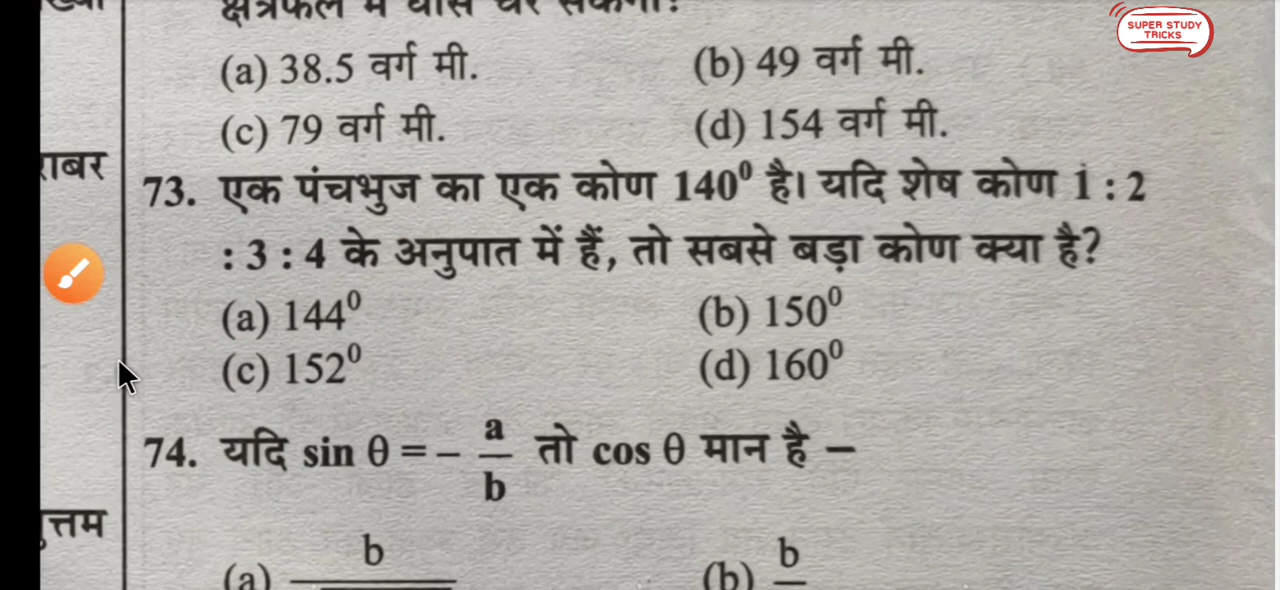 SUPER STUDY
TRICKS
(a) 38.5 वर्ग मी. (b) 49 वर्ग मी.
(c) 79 वर्ग मी. (d) 154 वर्ग मी.
73. एक पंचभुज का एक कोण 140⁰ है। यदि शेष कोण 1 : 2
: 3 : 4 के अनुपात में हैं, तो सबसे बड़ा कोण क्या है?
(a) 144⁰ (b) 150⁰
(c) 152⁰ (d) 160⁰
74. यदि sin θ = – a/b तो cos θ मान है –
(a) b (b) b